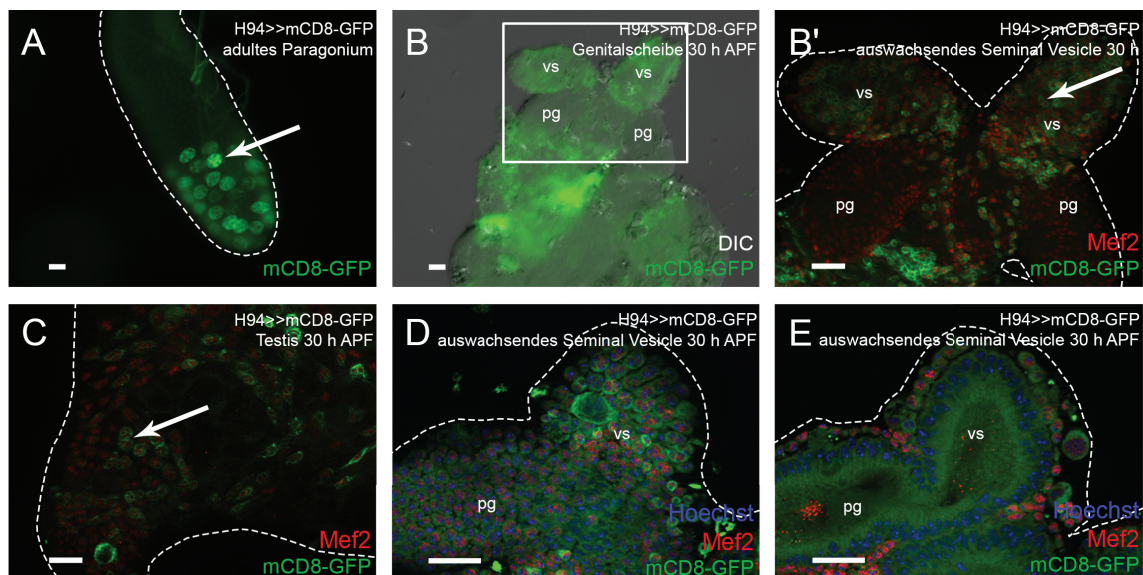 A
H94>>mCD8-GFP
adultes Paragonium
mCD8-GFP
B
H94>>mCD8-GFP
Genitalscheibe 30 h APF
vs
vs
pg
pg
DIC
mCD8-GFP
B'
H94>>mCD8-GFP
auswachsendes Seminal Vesicle 30 h
vs
vs
pg
pg
Mef2
mCD8-GFP
C
H94>>mCD8-GFP
Testis 30 h APF
Mef2
mCD8-GFP
D
H94>>mCD8-GFP
auswachsendes Seminal Vesicle 30 h APF
vs
pg
Hoechst
Mef2
mCD8-GFP
E
H94>>mCD8-GFP
auswachsendes Seminal Vesicle 30 h APF
vs
pg
Hoechst
Mef2
mCD8-GFP